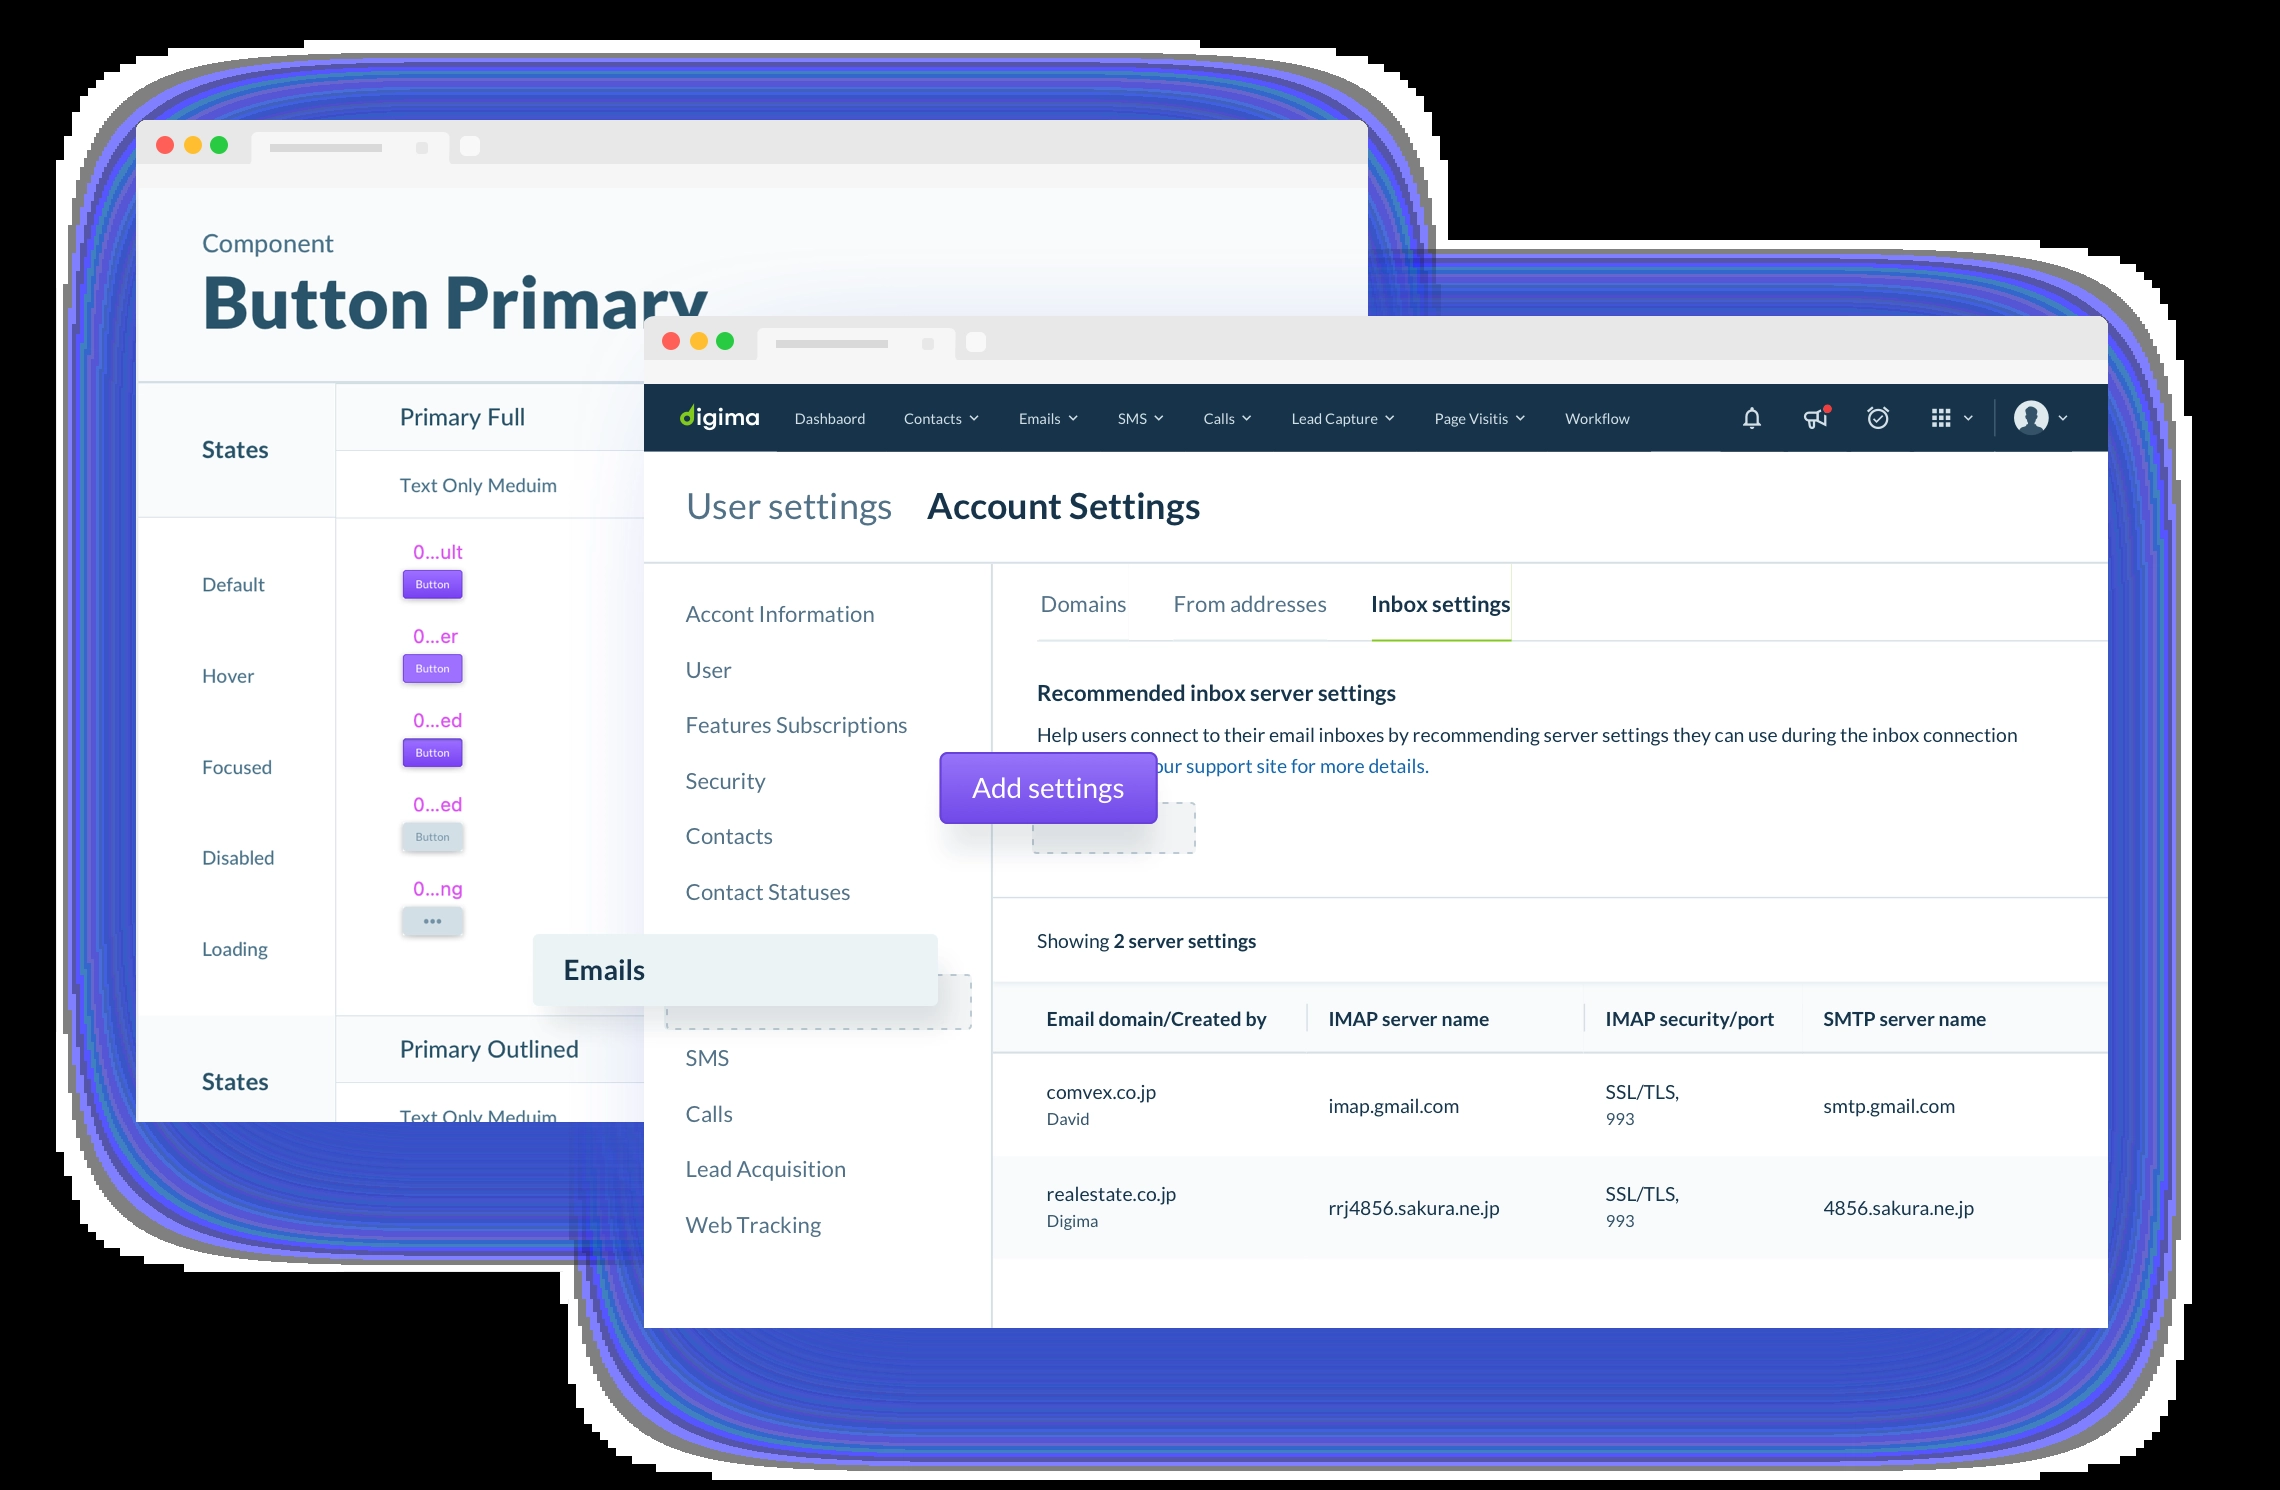 Component
Button Primary
States
Primary Full
Text Only Meduim
Default
0...ult
Button
Hover
0...er
Button
Focused
0...ed
Button
Disabled
0...ed
Button
Loading
0...ng
States
Primary Outlined
Text Only Meduim
digima
Dashbaord
Contacts
Emails
SMS
Calls
Lead Capture
Page Visitis
Workflow
User settings
Account Settings
Accont Information
User
Features Subscriptions
Security
Contacts
Contact Statuses
Emails
SMS
Calls
Lead Acquisition
Web Tracking
Domains
From addresses
Inbox settings
Recommended inbox server settings
Help users connect to their email inboxes by recommending server settings they can use during the inbox connection
our support site for more details.
Add settings
Showing 2 server settings
Email domain/Created by
IMAP server name
IMAP security/port
SMTP server name
comvex.co.jp
David
imap.gmail.com
SSL/TLS,
993
smtp.gmail.com
realestate.co.jp
Digima
rrj4856.sakura.ne.jp
SSL/TLS,
993
4856.sakura.ne.jp